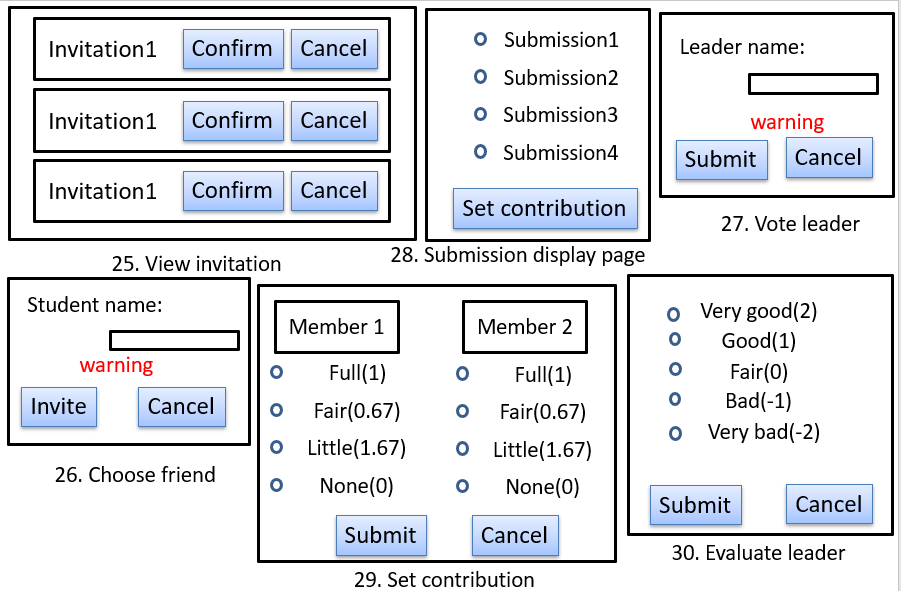 Invitation1 Confirm Cancel
Invitation1 Confirm Cancel
Invitation1 Confirm Cancel
25. View invitation
Submission1
Submission2
Submission3
Submission4
Set contribution
28. Submission display page
Leader name:
warning
Submit Cancel
27. Vote leader
Student name:
warning
Invite Cancel
26. Choose friend
Member 1 Member 2
Full(1) Full(1)
Fair(0.67) Fair(0.67)
Little(1.67) Little(1.67)
None(0) None(0)
Submit Cancel
29. Set contribution
Very good(2)
Good(1)
Fair(0)
Bad(-1)
Very bad(-2)
Submit Cancel
30. Evaluate leader